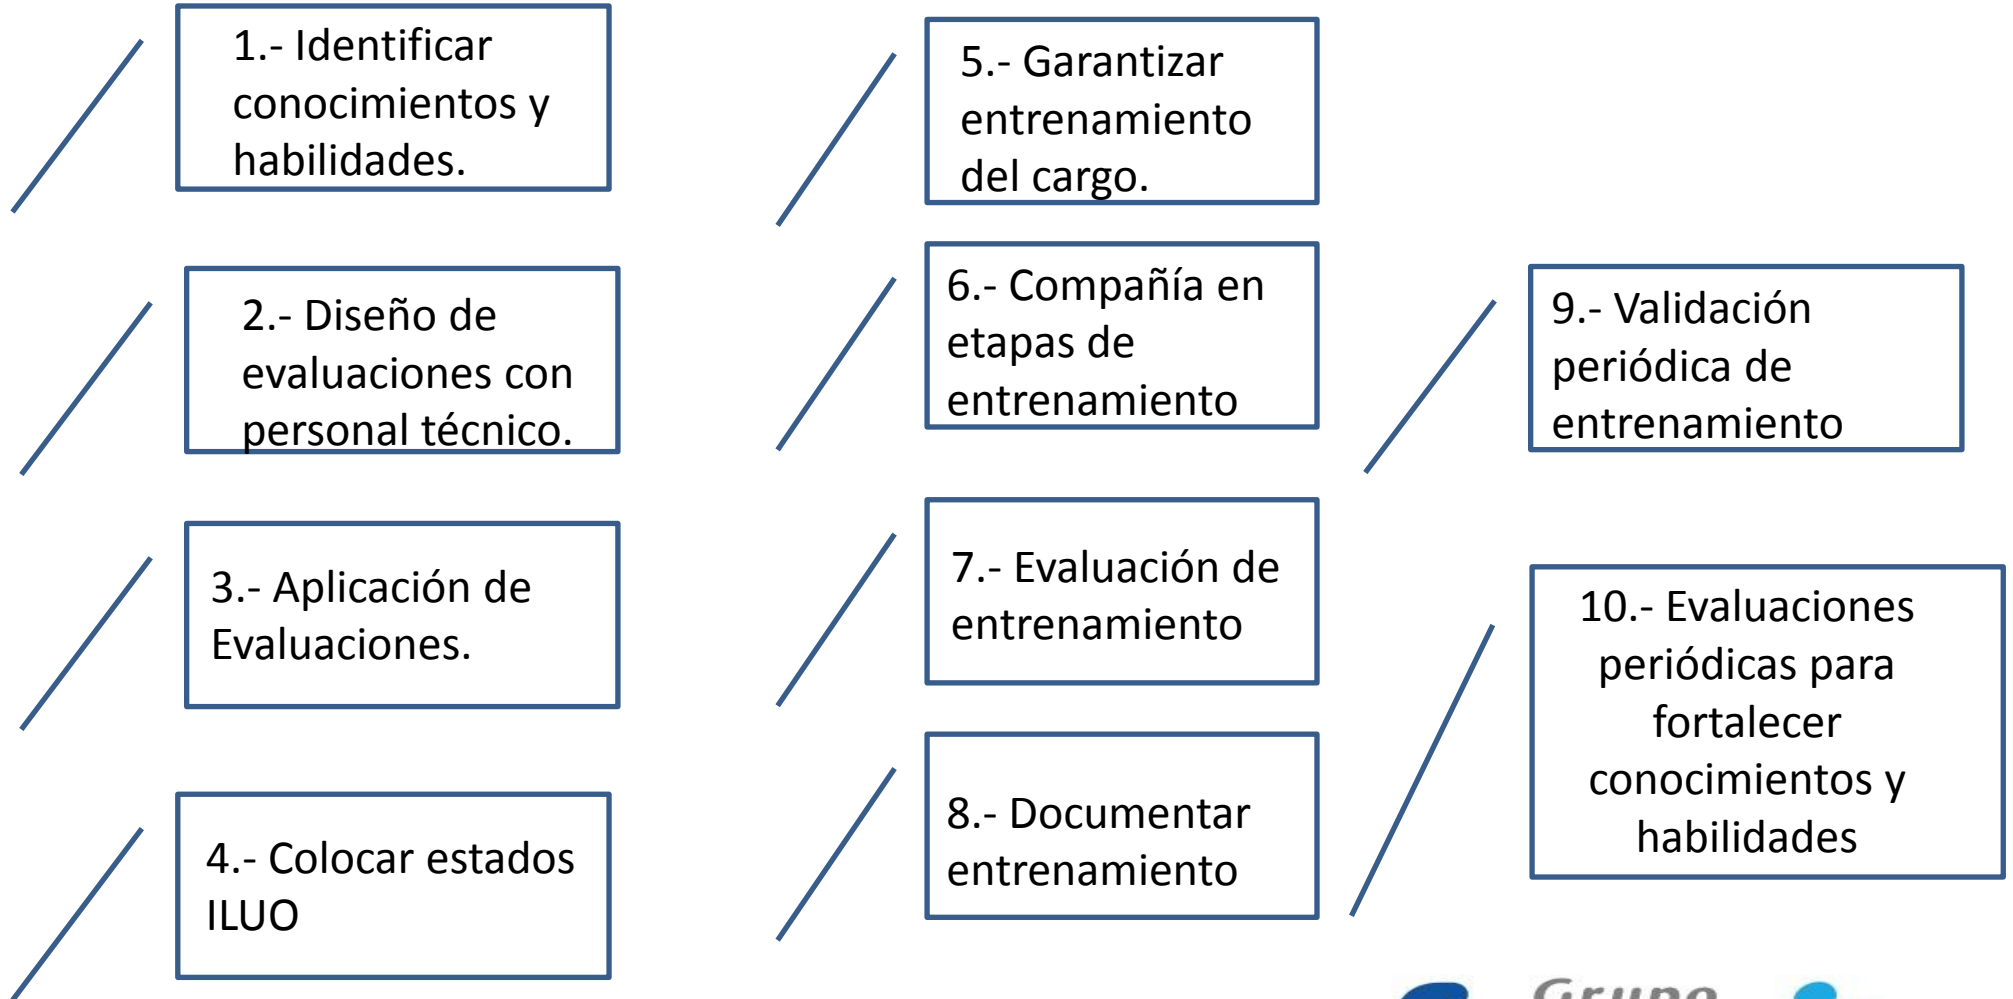 1.- Identificar
conocimientos y
habilidades.
2.- Diseño de
evaluaciones con
personal técnico.
3.- Aplicación de
Evaluaciones.
4.- Colocar estados
ILUO
5.- Garantizar
entrenamiento
del cargo.
6.- Compañía en
etapas de
entrenamiento
7.- Evaluación de
entrenamiento
8.- Documentar
entrenamiento
9.- Validación
periódica de
entrenamiento
10.- Evaluaciones
periódicas para
fortalecer
conocimientos y
habilidades
Grupo